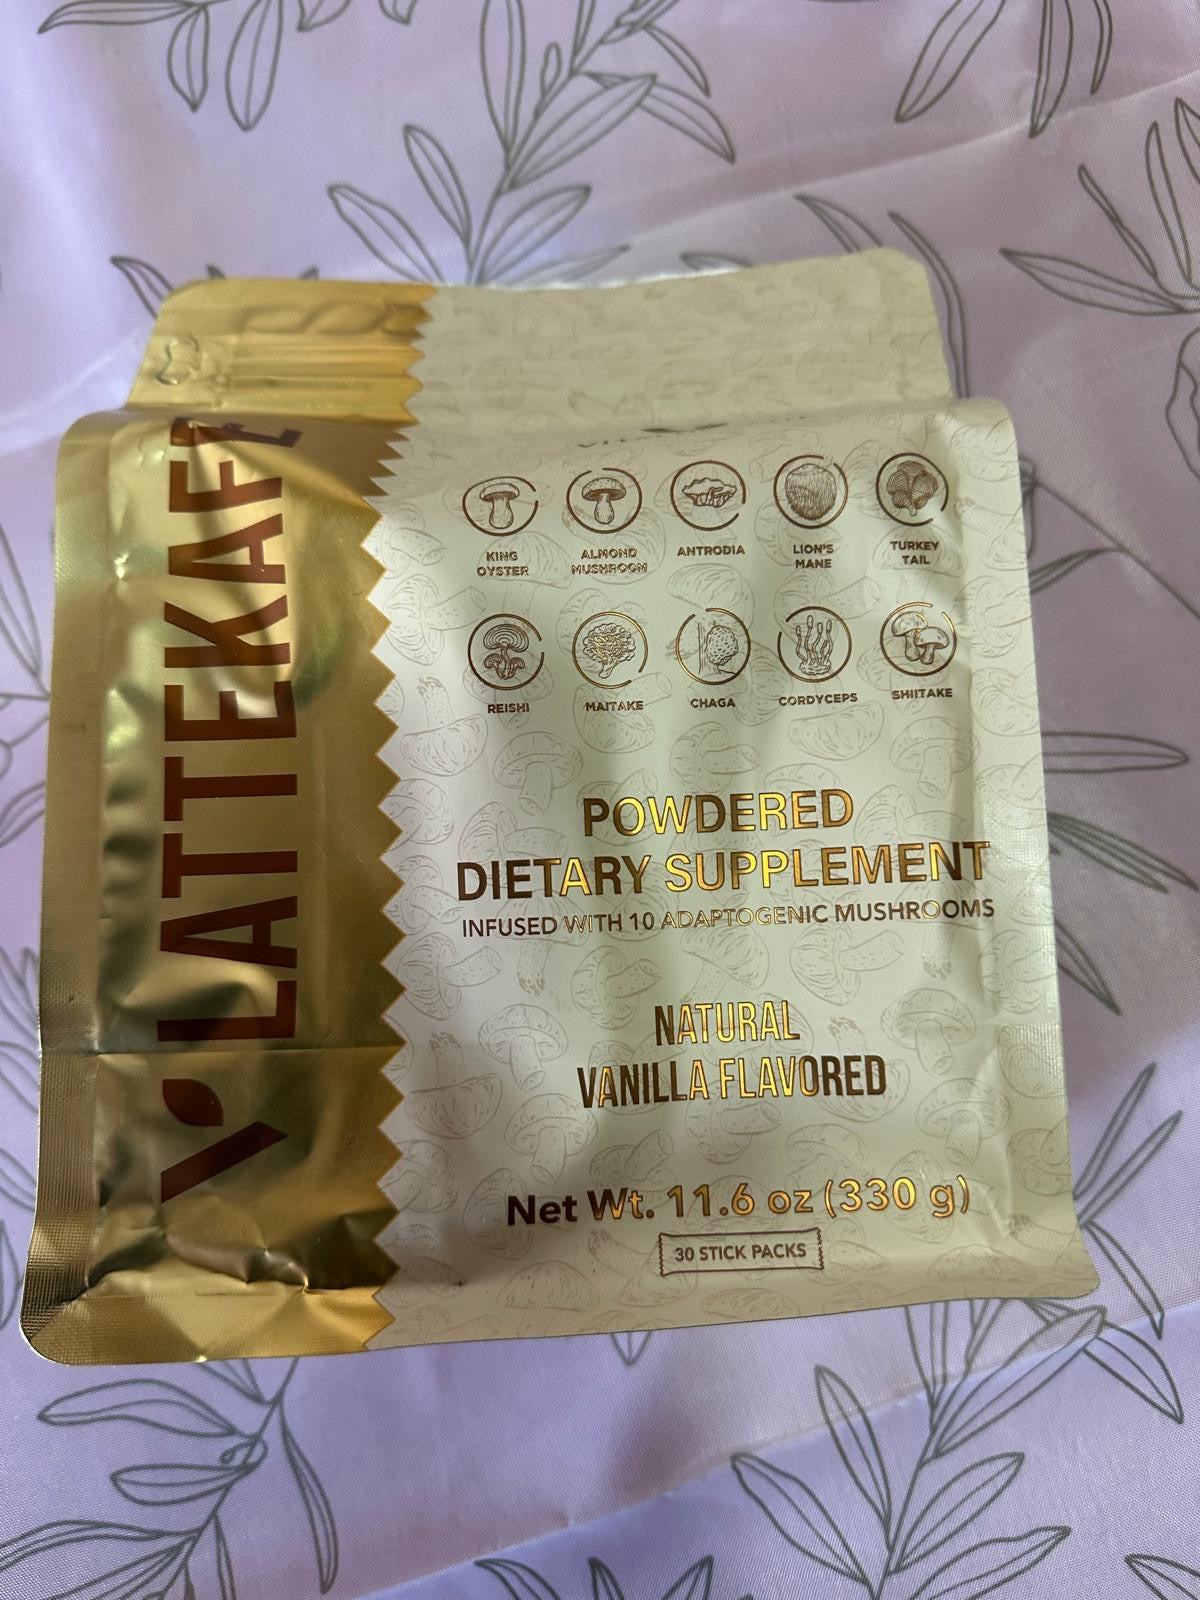 X' LATTEKAFE
KING
OYSTER
ALMOND
MUSHROOM
ANTRODIA
LION'S
MANE
TURKEY
TAIL
REISHI
MAITAKE
CHAGA
CORDYCEPS
SHIITAKE
POWDERED
DIETARY SUPPLEMENT
INFUSED WITH 10 ADAPTOGENIC MUSHROOMS
NATURAL
VANILLA FLAVORED
Net Wt. 11.6 oz (330 g)
30 STICK PACKS